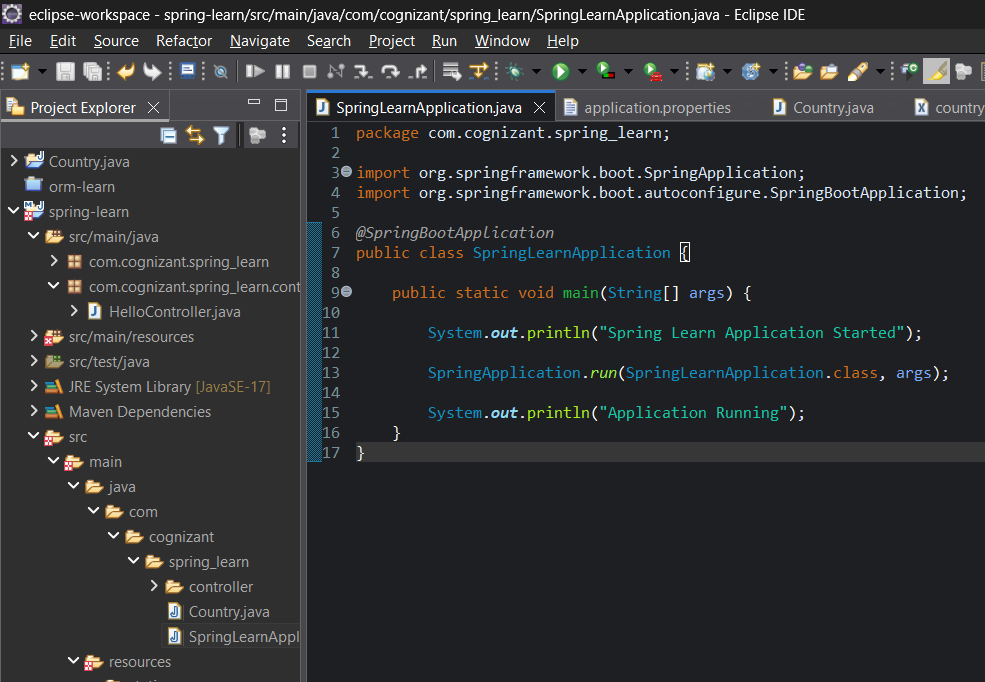 eclipse-workspace - spring-learn/src/main/java/com/cognizant/spring_learn/SpringLearnApplication.java - Eclipse IDE
File Edit Source Refactor Navigate Search Project Run Window Help
Project Explorer
SpringLearnApplication.java
application.properties
Country.java
country
Country.java
orm-learn
spring-learn
src/main/java
com.cognizant.spring_learn
com.cognizant.spring_learn.cont
HelloController.java
src/main/resources
src/test/java
JRE System Library [JavaSE-17]
Maven Dependencies
src
main
java
com
cognizant
spring_learn
controller
Country.java
SpringLearnAppl
resources
1 package com.cognizant.spring_learn;
2
3 import org.springframework.boot.SpringApplication;
4 import org.springframework.boot.autoconfigure.SpringBootApplication;
5
6 @SpringBootApplication
7 public class SpringLearnApplication {
8
9 public static void main(String[] args) {
10
11 System.out.println("Spring Learn Application Started");
12
13 SpringApplication.run(SpringLearnApplication.class, args);
14
15 System.out.println("Application Running");
16 }
17 }